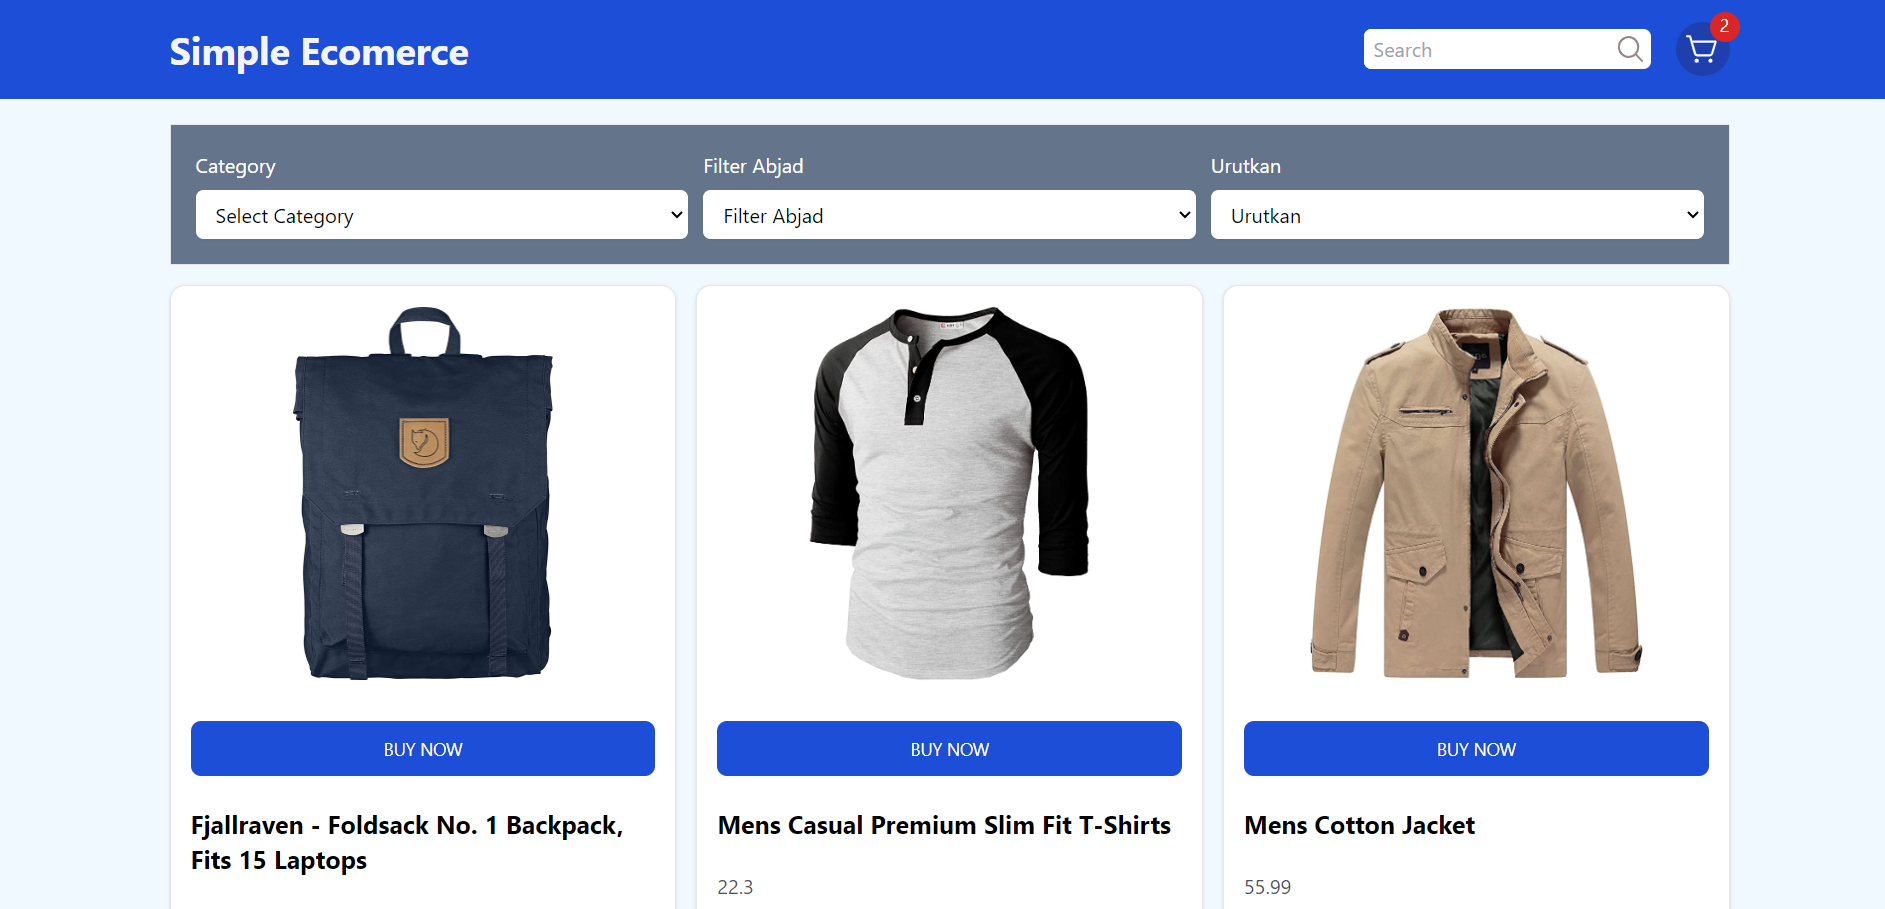 Simple Ecomerce
Search
2
Category
Filter Abjad
Urutkan
Select Category
Filter Abjad
Urutkan
BUY NOW
BUY NOW
BUY NOW
Fjallraven - Foldsack No. 1 Backpack,
Fits 15 Laptops
Mens Casual Premium Slim Fit T-Shirts
22.3
Mens Cotton Jacket
55.99